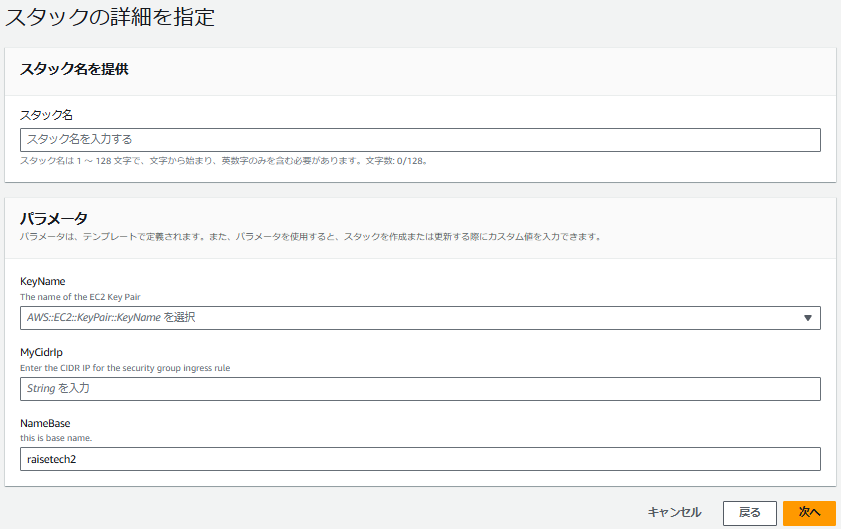 スタックの詳細を指定
スタック名を提供
スタック名
スタック名を入力する
スタック名は 1 ～ 128 文字で、文字から始まり、英数字のみを含む必要があります。文字数: 0/128。
パラメータ
パラメータは、テンプレートで定義されます。また、パラメータを使用すると、スタックを作成または更新する際にカスタム値を入力できます。
KeyName
The name of the EC2 Key Pair
AWS::EC2::KeyPair::KeyName を選択
MyCidrIp
Enter the CIDR IP for the security group ingress rule
String を入力
NameBase
this is base name.
raisetech2
キャンセル 戻る 次へ